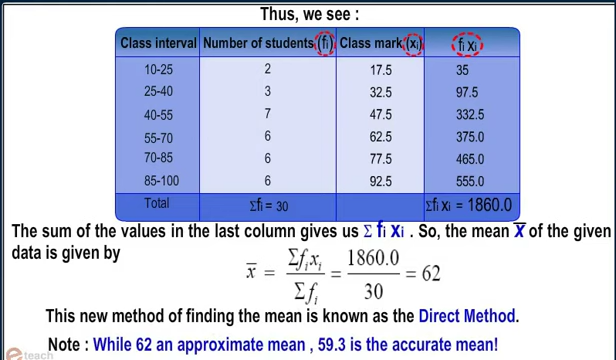 Thus, we see :
Class interval Number of students (fi) Class mark (xi) fi xi
10-25 2 17.5 35
25-40 3 32.5 97.5
40-55 7 47.5 332.5
55-70 6 62.5 375.0
70-85 6 77.5 465.0
85-100 6 92.5 555.0
Total Σfi = 30 Σfi xi = 1860.0
The sum of the values in the last column gives us Σ fi xi . So, the mean x̅ of the given
data is given by
x̅ = Σfixi / Σfi = 1860.0 / 30 = 62
This new method of finding the mean is known as the Direct Method.
Note : While 62 an approximate mean , 59.3 is the accurate mean!
eteach